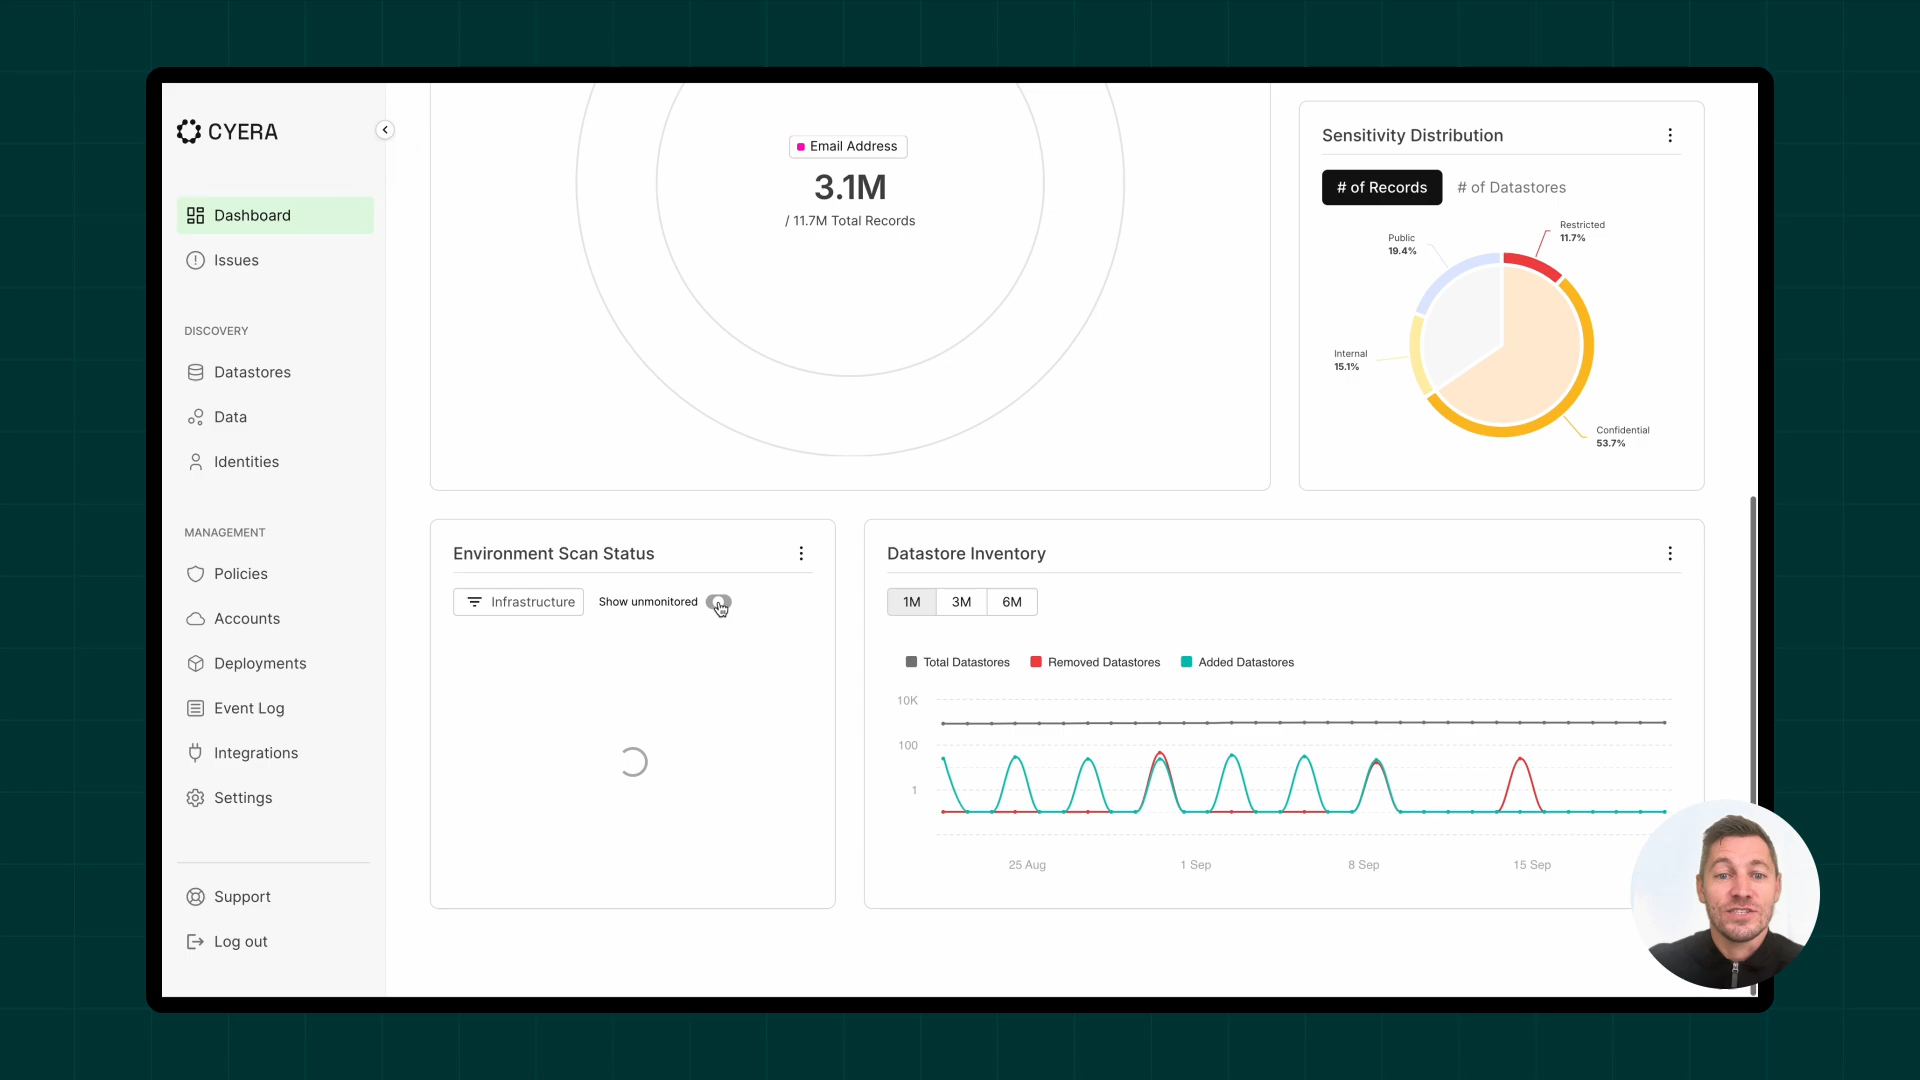 CYERA
Dashboard
Issues
DISCOVERY
Datastores
Data
Identities
MANAGEMENT
Policies
Accounts
Deployments
Event Log
Integrations
Settings
Support
Log out
Email Address
3.1M
/ 11.7M Total Records
Sensitivity Distribution
# of Records
# of Datastores
Restricted
11.7%
Public
19.4%
Internal
15.1%
Confidential
53.7%
Environment Scan Status
Infrastructure
Show unmonitored
Datastore Inventory
1M
3M
6M
Total Datastores
Removed Datastores
Added Datastores
10K
100
1
25 Aug
1 Sep
8 Sep
15 Sep